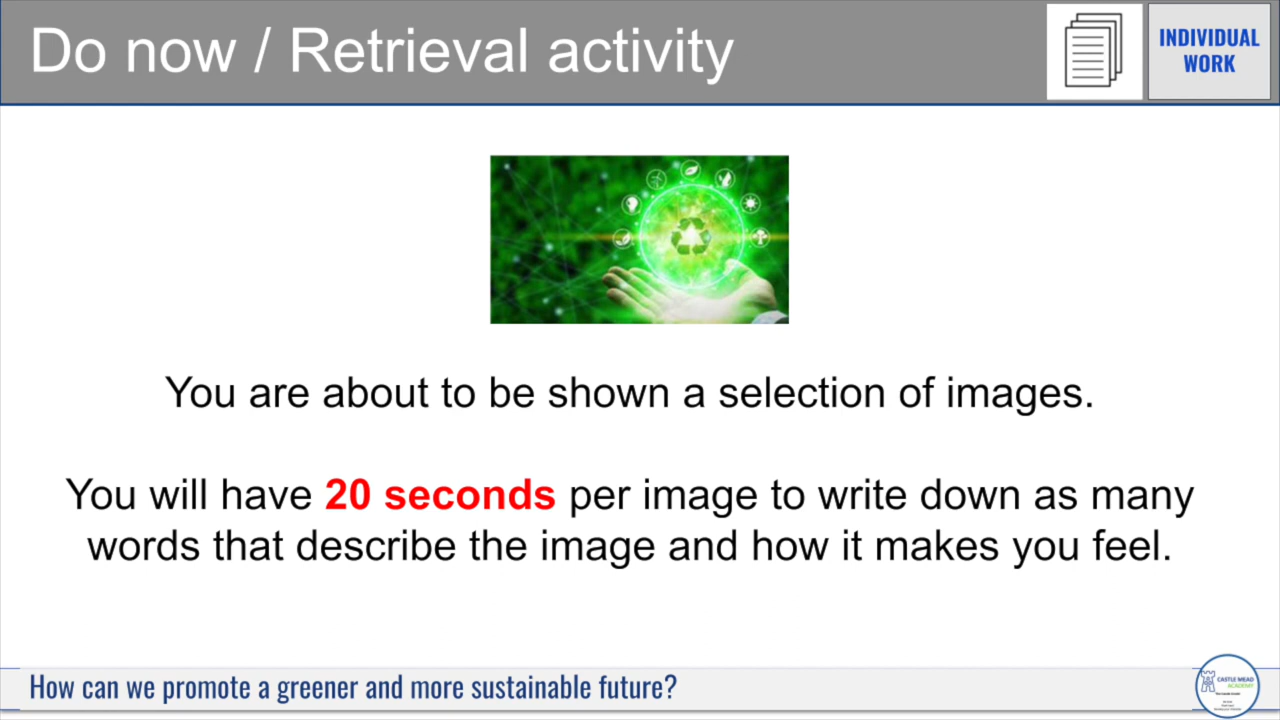 Do now / Retrieval activity
INDIVIDUAL
WORK
You are about to be shown a selection of images.
You will have 20 seconds per image to write down as many
words that describe the image and how it makes you feel.
How can we promote a greener and more sustainable future?
CASTLE MEAD
ACADEMY